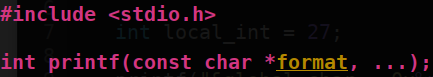 #include <stdio.h>
int local_int = 27;
int printf(const char *format, ...);